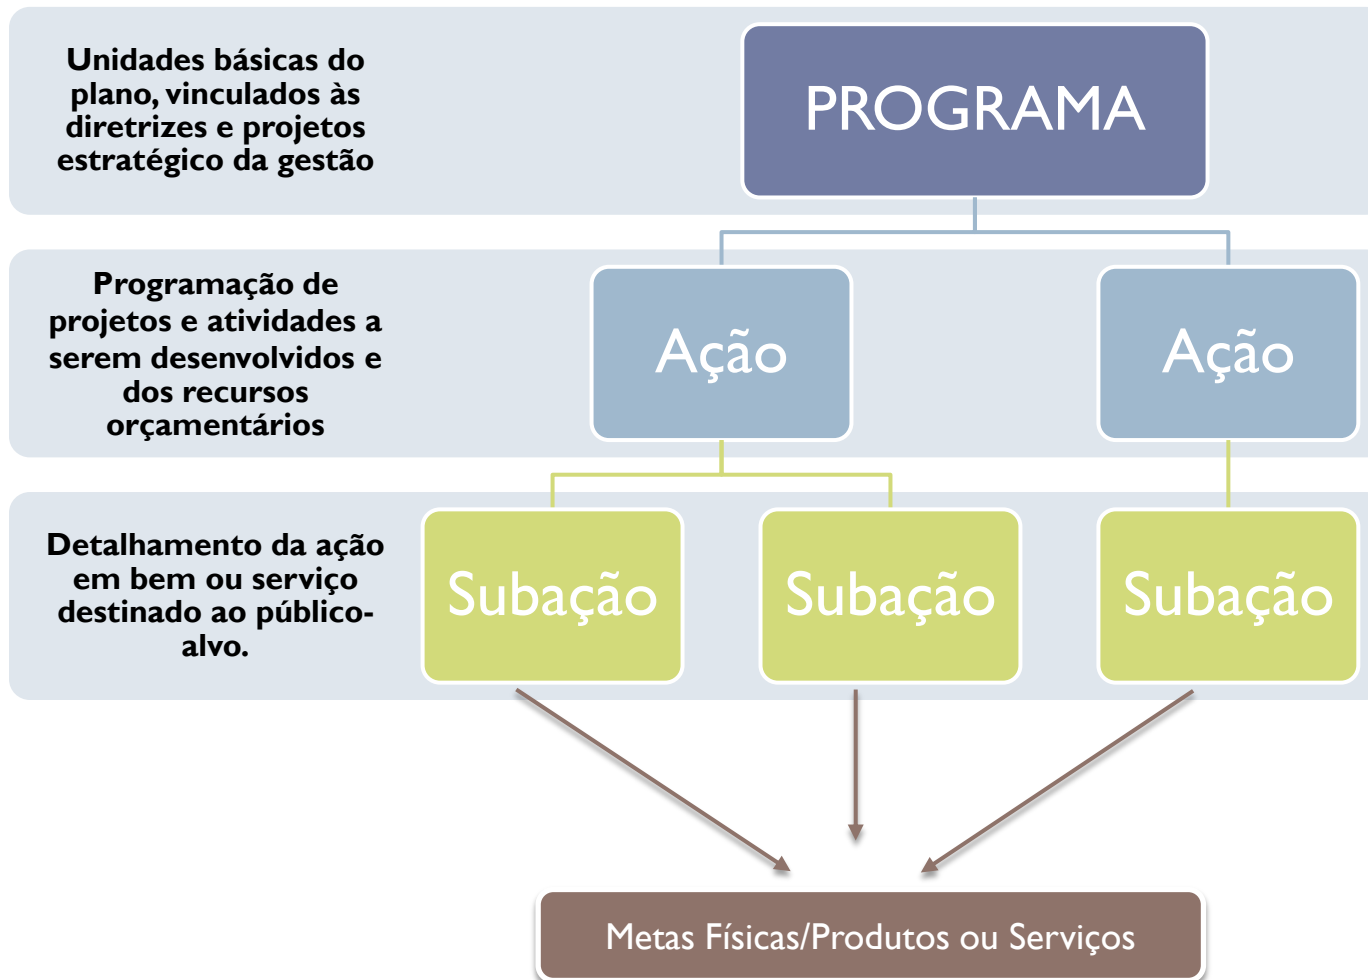 Unidades básicas do
plano, vinculados às
diretrizes e projetos
estratégico da gestão
PROGRAMA
Programação de
projetos e atividades a
serem desenvolvidos e
dos recursos
orçamentários
Ação
Ação
Detalhamento da ação
em bem ou serviço
destinado ao público-
alvo.
Subação
Subação
Subação
Metas Físicas/Produtos ou Serviços